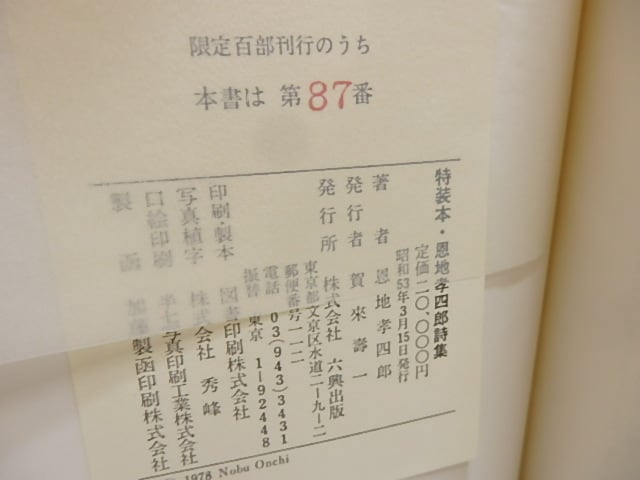 限定百部刊行のうち
本書は 第87番
特装本・恩地孝四郎詩集
定価二〇、〇〇〇円
昭和53年3月15日発行
著者 恩地孝四郎
発行者 賀來壽一
発行所 株式会社 六興出版
東京都文京区水道二ー九ー二
郵便番号一一二
電話 03(943)3431
振替 東京 1ー92448
印刷・製本 図書印刷株式会社
写真植字 株式会社 秀峰
口絵印刷 半七写真印刷工業株式会社
製函 加藤製函印刷株式会社
1978 Nobu Onchi